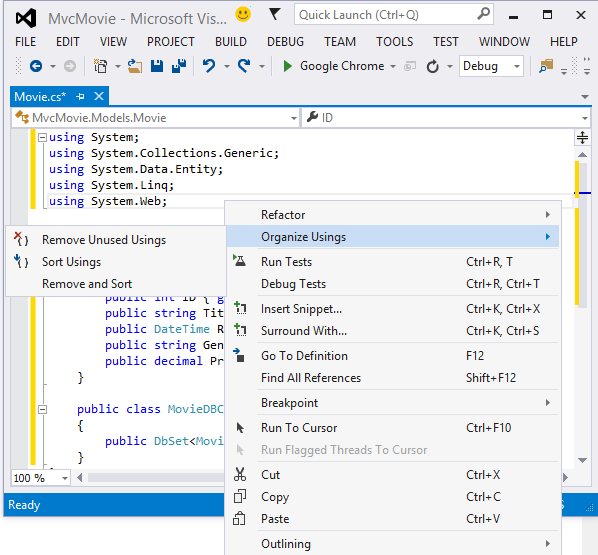 MvcMovie - Microsoft Vis... Quick Launch (Ctrl+Q)
FILE EDIT VIEW PROJECT BUILD DEBUG TEAM TOOLS TEST WINDOW HELP
Google Chrome Debug
Movie.cs*
MvcMovie.Models.Movie ID
using System;
using System.Collections.Generic;
using System.Data.Entity;
using System.Linq;
using System.Web;
Refactor
Organize Usings
Remove Unused Usings
Sort Usings
Remove and Sort
Run Tests Ctrl+R, T
Debug Tests Ctrl+R, Ctrl+T
Insert Snippet... Ctrl+K, Ctrl+X
Surround With... Ctrl+K, Ctrl+S
Go To Definition F12
Find All References Shift+F12
Breakpoint
Run To Cursor Ctrl+F10
Run Flagged Threads To Cursor
Cut Ctrl+X
Copy Ctrl+C
Paste Ctrl+V
Outlining
public int ID { g
public string Tit
public DateTime R
public string Gen
public decimal Pr
}
public class MovieDBC
{
public DbSet<Movi
}
100 %
Ready